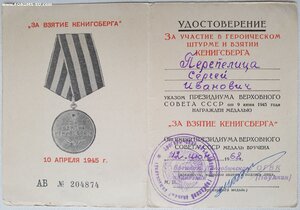 "ЗА ВЗЯТИЕ КЕНИГСБЕРГА"
10 АПРЕЛЯ 1945 г.
АВ № 204874
УДОСТОВЕРЕНИЕ
ЗА УЧАСТИЕ В ГЕРОИЧЕСКОМ
ШТУРМЕ И ВЗЯТИИ
КЕНИГСБЕРГА
Перепелица
Сергей
Иванович
УКАЗОМ ПРЕЗИДИУМА ВЕРХОВНОГО
СОВЕТА СССР от 9 июня 1945 года
НАГРАЖДЕН МЕДАЛЬЮ
"ЗА ВЗЯТИЕ КЕНИГСБЕРГА"
ПРЕЗИДИУМА ВЕРХОВНОГО
СОВЕТА СССР МЕДАЛЬ ВРУЧЕНА